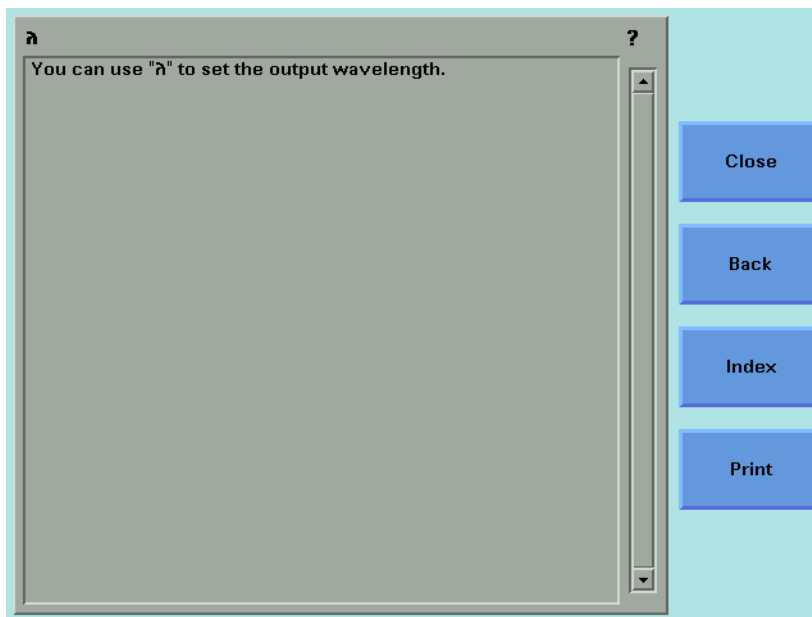 λ
?
You can use "λ" to set the output wavelength.
Close
Back
Index
Print